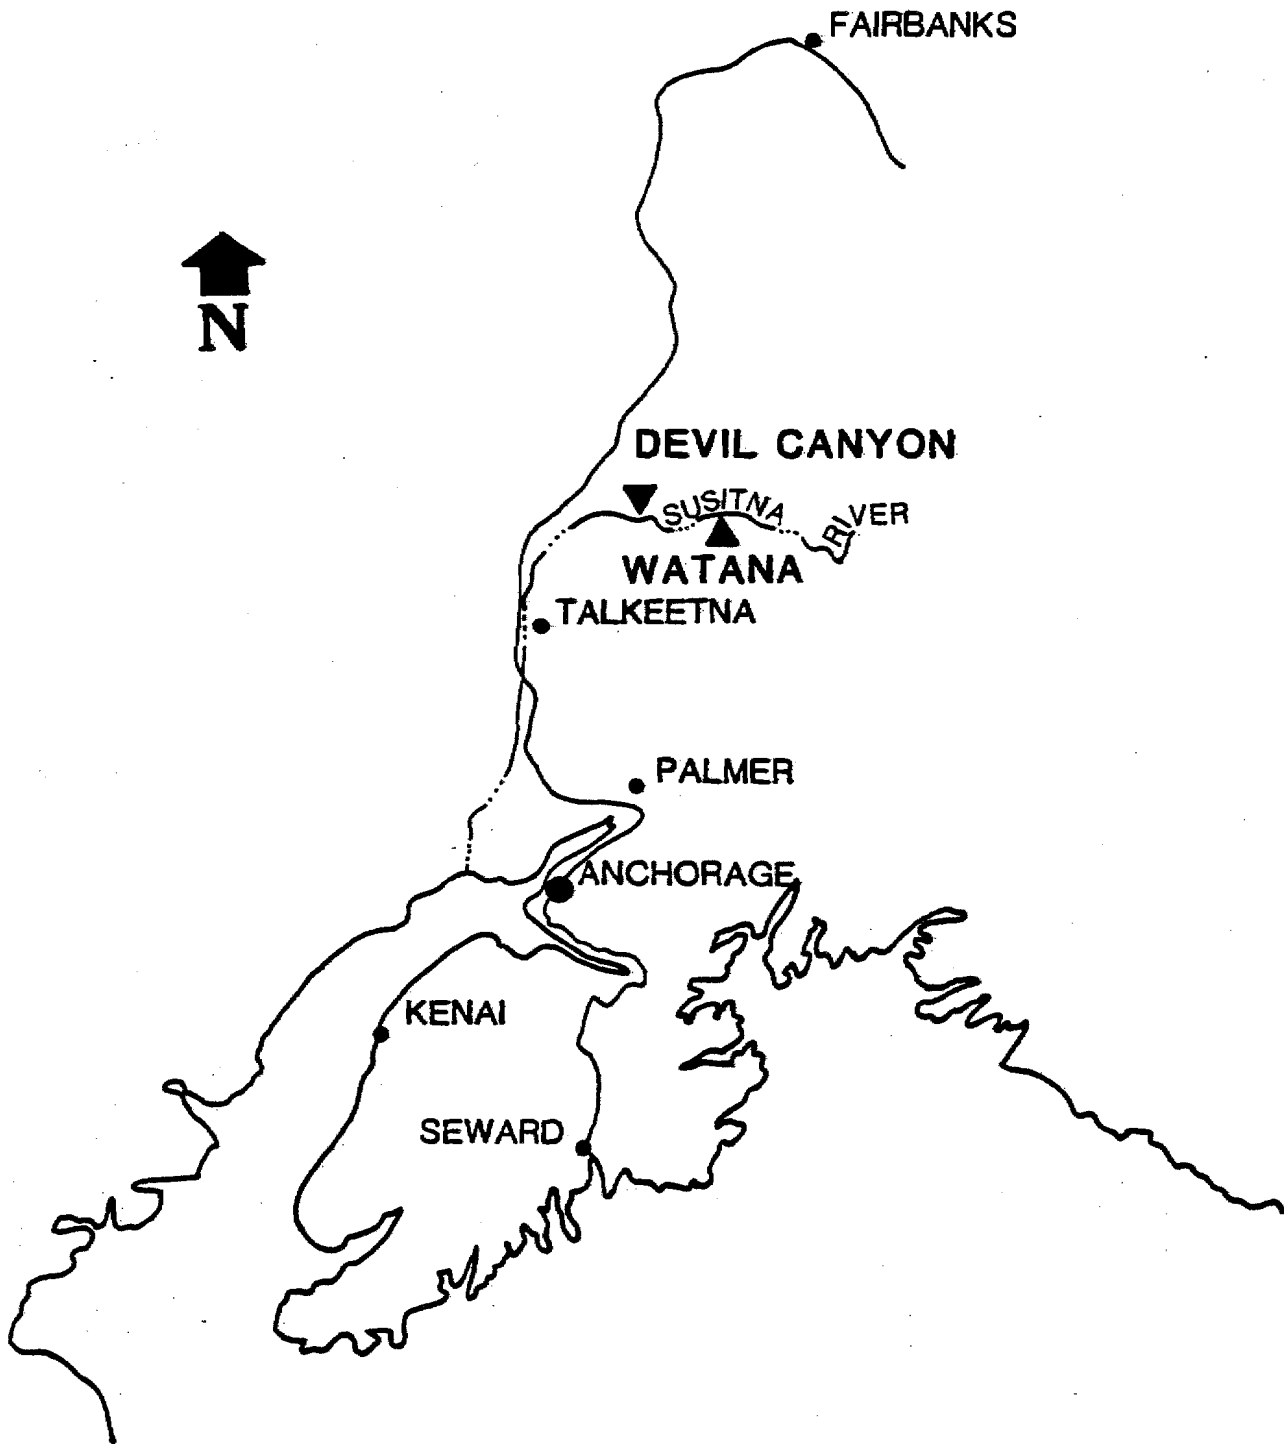 FAIRBANKS
N
DEVIL CANYON
SUSITNA RIVER
WATANA
TALKEETNA
PALMER
ANCHORAGE
KENAI
SEWARD